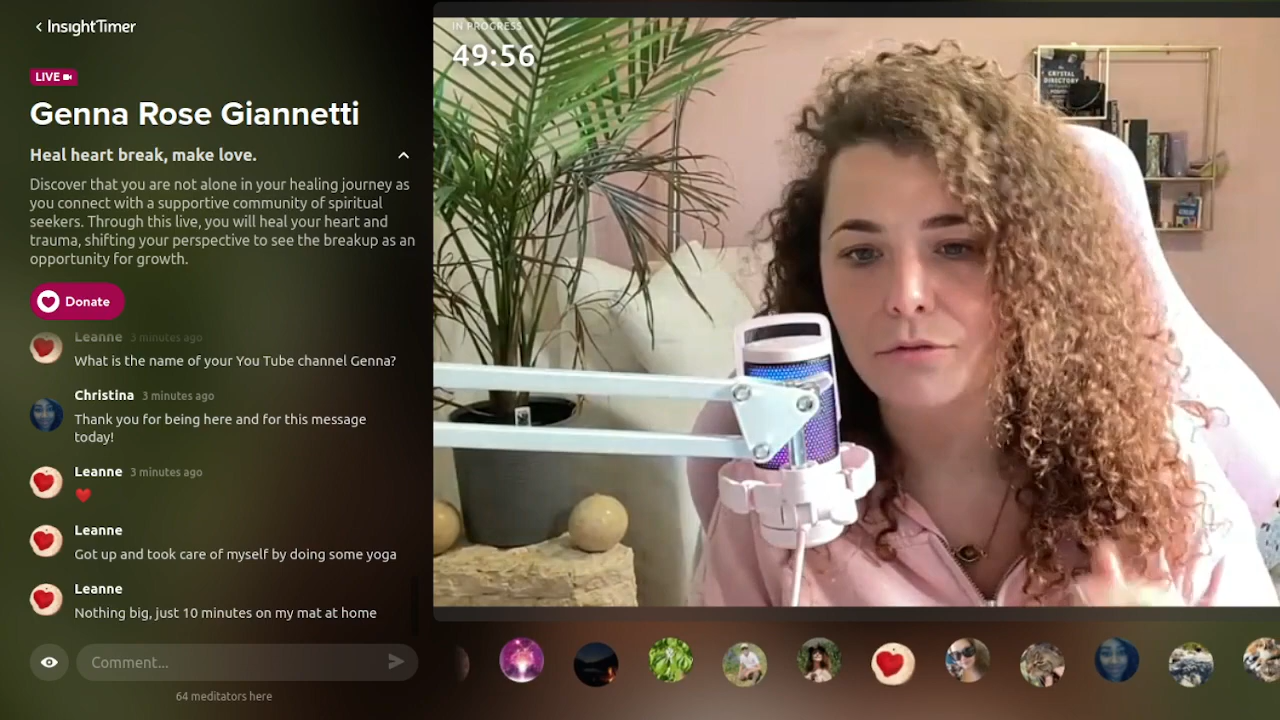 InsightTimer
LIVE
Genna Rose Giannetti
Heal heart break, make love.
Discover that you are not alone in your healing journey as
you connect with a supportive community of spiritual
seekers. Through this live, you will heal your heart and
trauma, shifting your perspective to see the breakup as an
opportunity for growth.
Donate
Leanne 3 minutes ago
What is the name of your You Tube channel Genna?
Christina 3 minutes ago
Thank you for being here and for this message
today!
Leanne 3 minutes ago
Leanne
Got up and took care of myself by doing some yoga
Leanne
Nothing big, just 10 minutes on my mat at home
Comment...
64 meditators here
IN PROGRESS
49:56
CRYSTAL
DIRECTORY